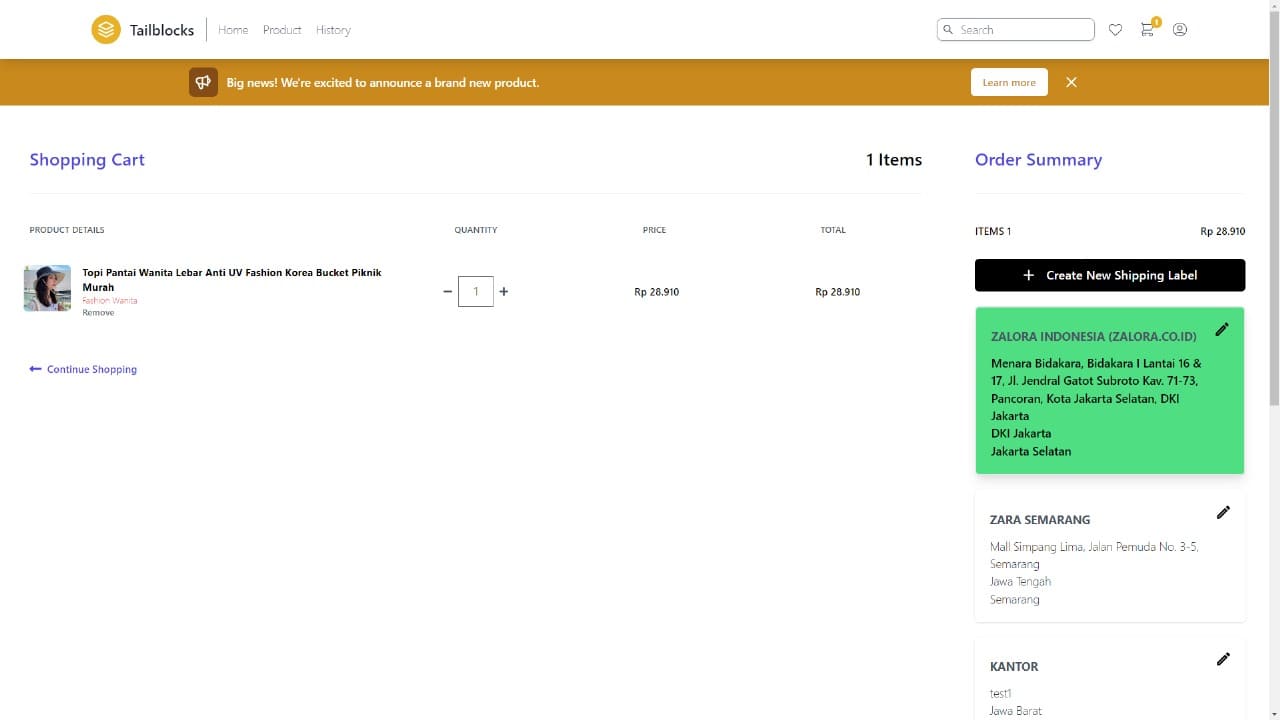 Tailblocks
Home Product History
Search
1
Big news! We're excited to announce a brand new product.
Learn more
Shopping Cart
1 Items
PRODUCT DETAILS QUANTITY PRICE TOTAL
Topi Pantai Wanita Lebar Anti UV Fashion Korea Bucket Piknik
Murah
Fashion Wanita
Remove
1
Rp 28.910
Rp 28.910
Continue Shopping
Order Summary
ITEMS 1 Rp 28.910
Create New Shipping Label
ZALORA INDONESIA (ZALORA.CO.ID)
Menara Bidakara, Bidakara I Lantai 16 &
17, Jl. Jendral Gatot Subroto Kav. 71-73,
Pancoran, Kota Jakarta Selatan, DKI
Jakarta
DKI Jakarta
Jakarta Selatan
ZARA SEMARANG
Mall Simpang Lima, Jalan Pemuda No. 3-5,
Semarang
Jawa Tengah
Semarang
KANTOR
test1
Jawa Barat